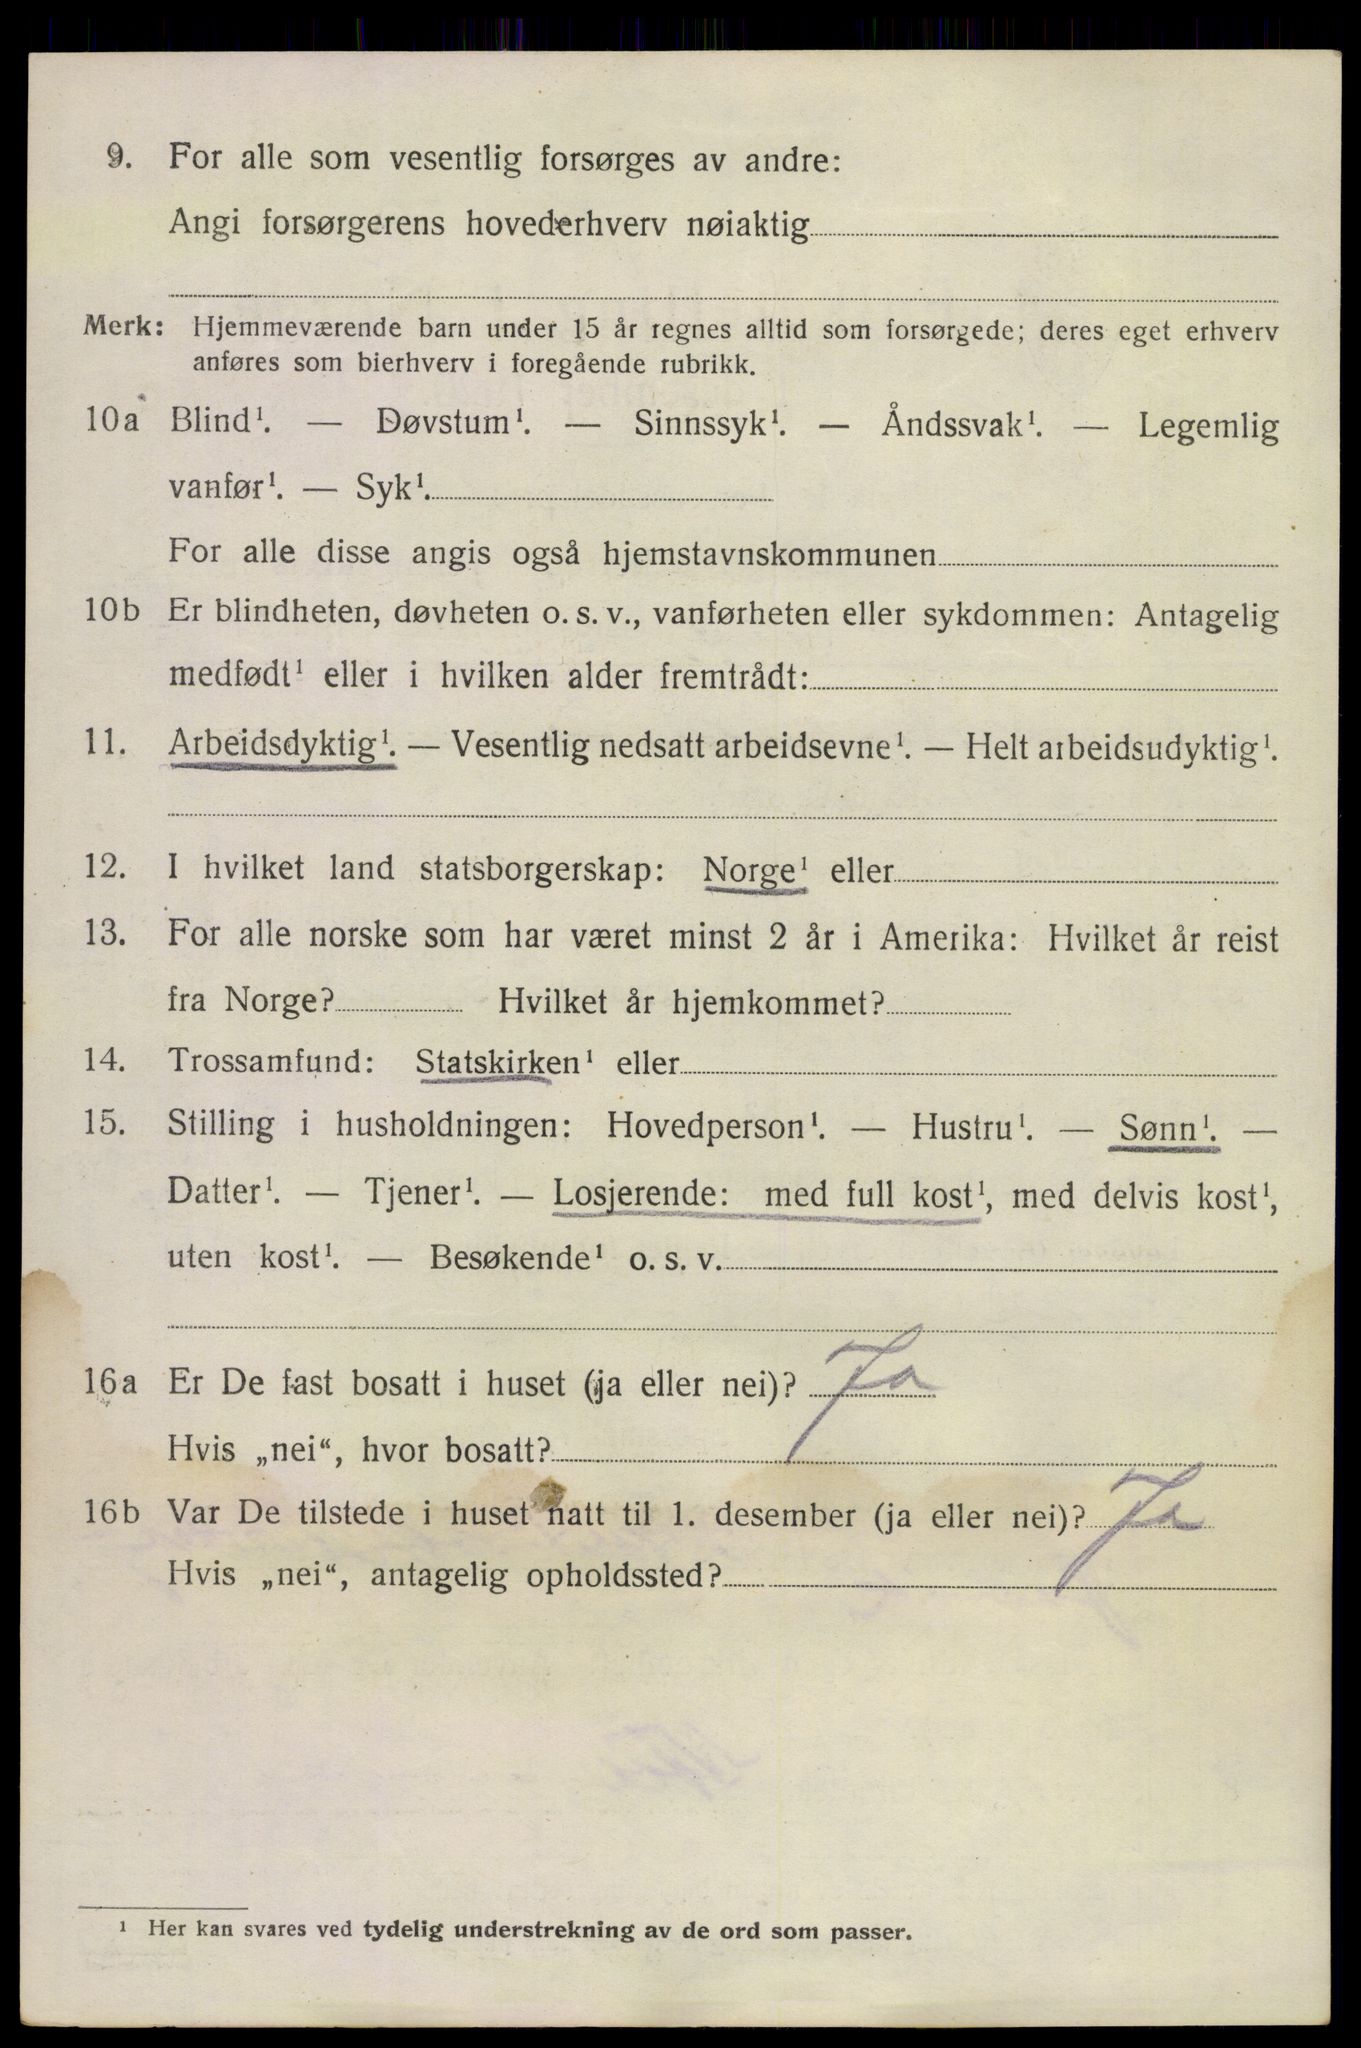 9. For alle som vesentlig forsørges av andre:
Angi forsørgerens hovederhverv nøiaktig
Merk: Hjemmeværende barn under 15 år regnes alltid som forsørgede; deres eget erhverv
anføres som bierhverv i foregående rubrikk.
10a Blind¹. — Døvstum¹. — Sinnssyk¹. — Åndssvak¹. — Legemlig
vanfør¹. — Syk¹.
For alle disse angis også hjemstavnskommunen
10b Er blindheten, døvheten o. s. v., vanførheten eller sykdommen: Antagelig
medfødt¹ eller i hvilken alder fremtrådt:
11. Arbeidsdyktig¹. — Vesentlig nedsatt arbeidsevne¹. — Helt arbeidsudyktig¹.
12. I hvilket land statsborgerskap: Norge¹ eller
13. For alle norske som har været minst 2 år i Amerika: Hvilket år reist
fra Norge? Hvilket år hjemkommet?
14. Trossamfund: Statskirken¹ eller
15. Stilling i husholdningen: Hovedperson¹. — Hustru¹. — Sønn¹. —
Datter¹. — Tjener¹. — Losjerende: med full kost¹, med delvis kost¹,
uten kost¹. — Besøkende¹ o. s. v.
16a Er De fast bosatt i huset (ja eller nei)? Ja
Hvis „nei“, hvor bosatt?
16b Var De tilstede i huset natt til 1. desember (ja eller nei)? Ja
Hvis „nei“, antagelig opholdssted?
¹ Her kan svares ved tydelig understrekning av de ord som passer.